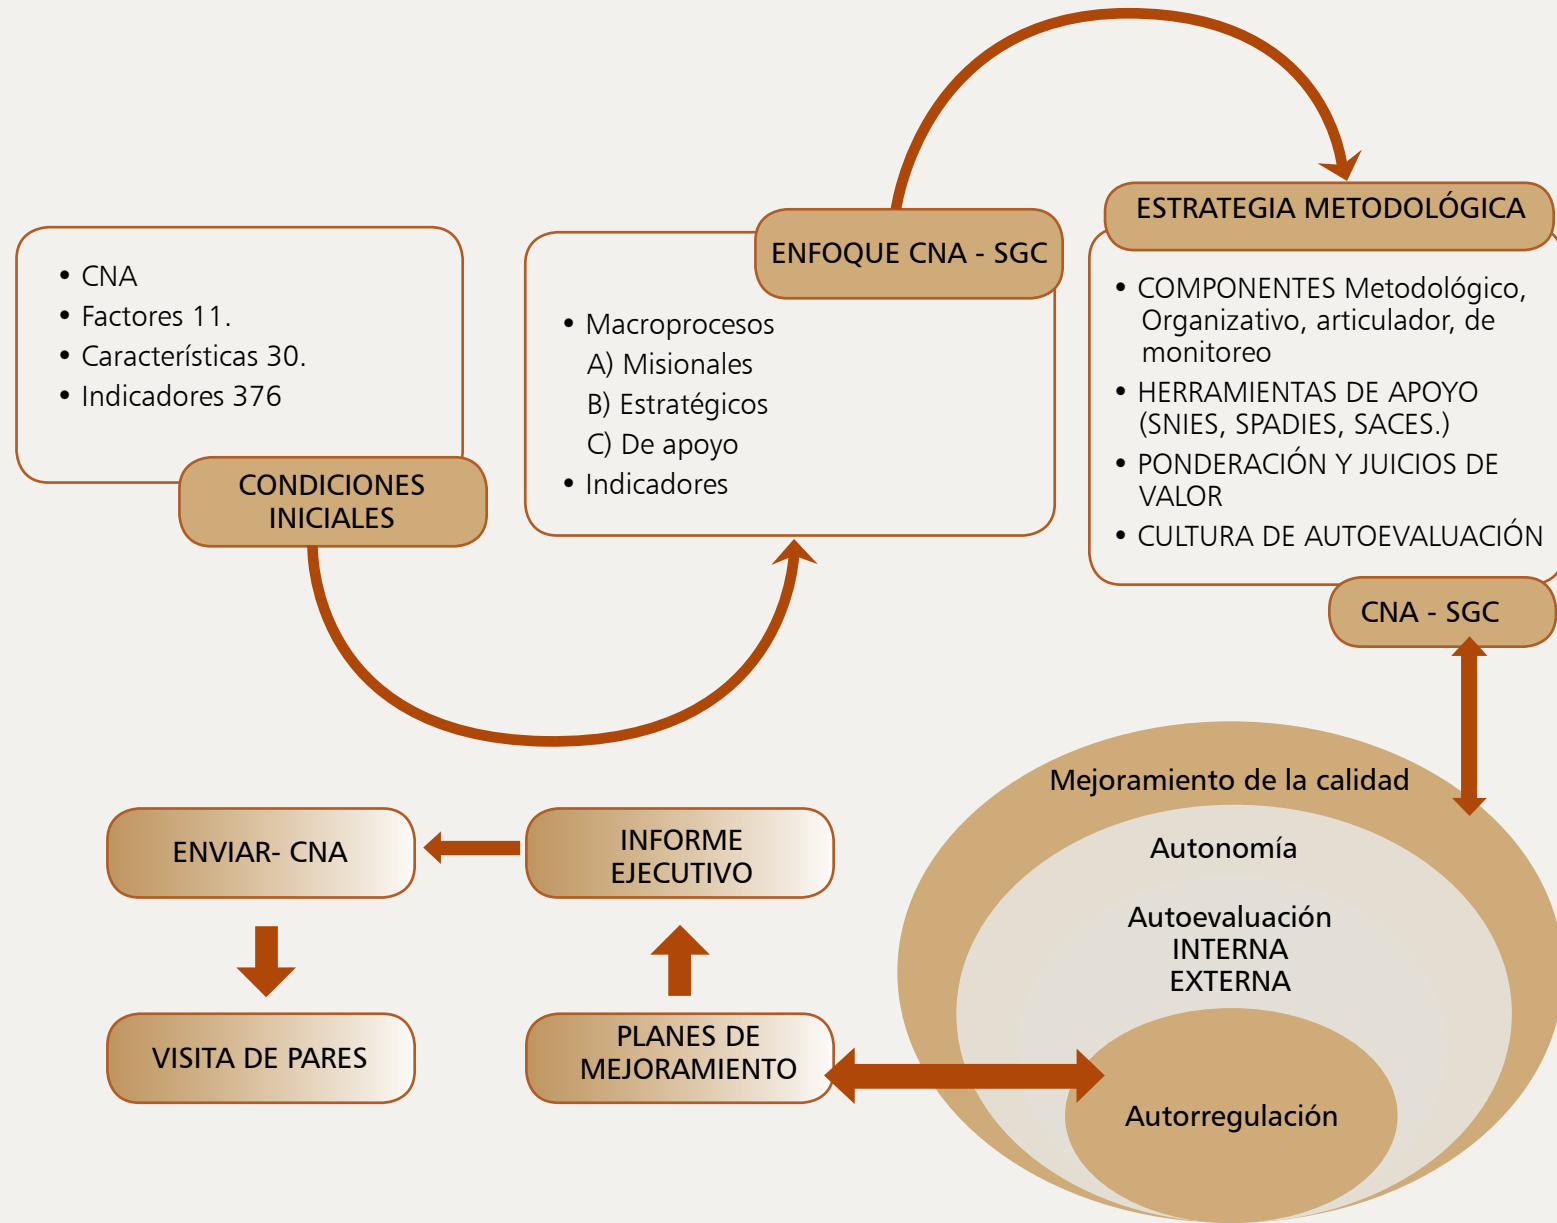 • CNA
• Factores 11.
• Característícas 30.
• Indicadores 376
CONDICIONES
INICIALES
ENFOQUE CNA - SGC
• Macroprocesos
A) Misionales
B) Estratégicos
C) De apoyo
• Indicadores
ESTRATEGIA METODOLÓGICA
• COMPONENTES Metodológico,
Organizativo, articulador, de
monitoreo
• HERRAMIENTAS DE APOYO
(SNIES, SPADIES, SACES.)
• PONDERACIÓN Y JUICIOS DE
VALOR
• CULTURA DE AUTOEVALUACIÓN
CNA - SGC
Mejoramiento de la calidad
Autonomía
Autoevaluación
INTERNA
EXTERNA
Autorregulación
PLANES DE
MEJORAMIENTO
INFORME
EJECUTIVO
ENVIAR- CNA
VISITA DE PARES